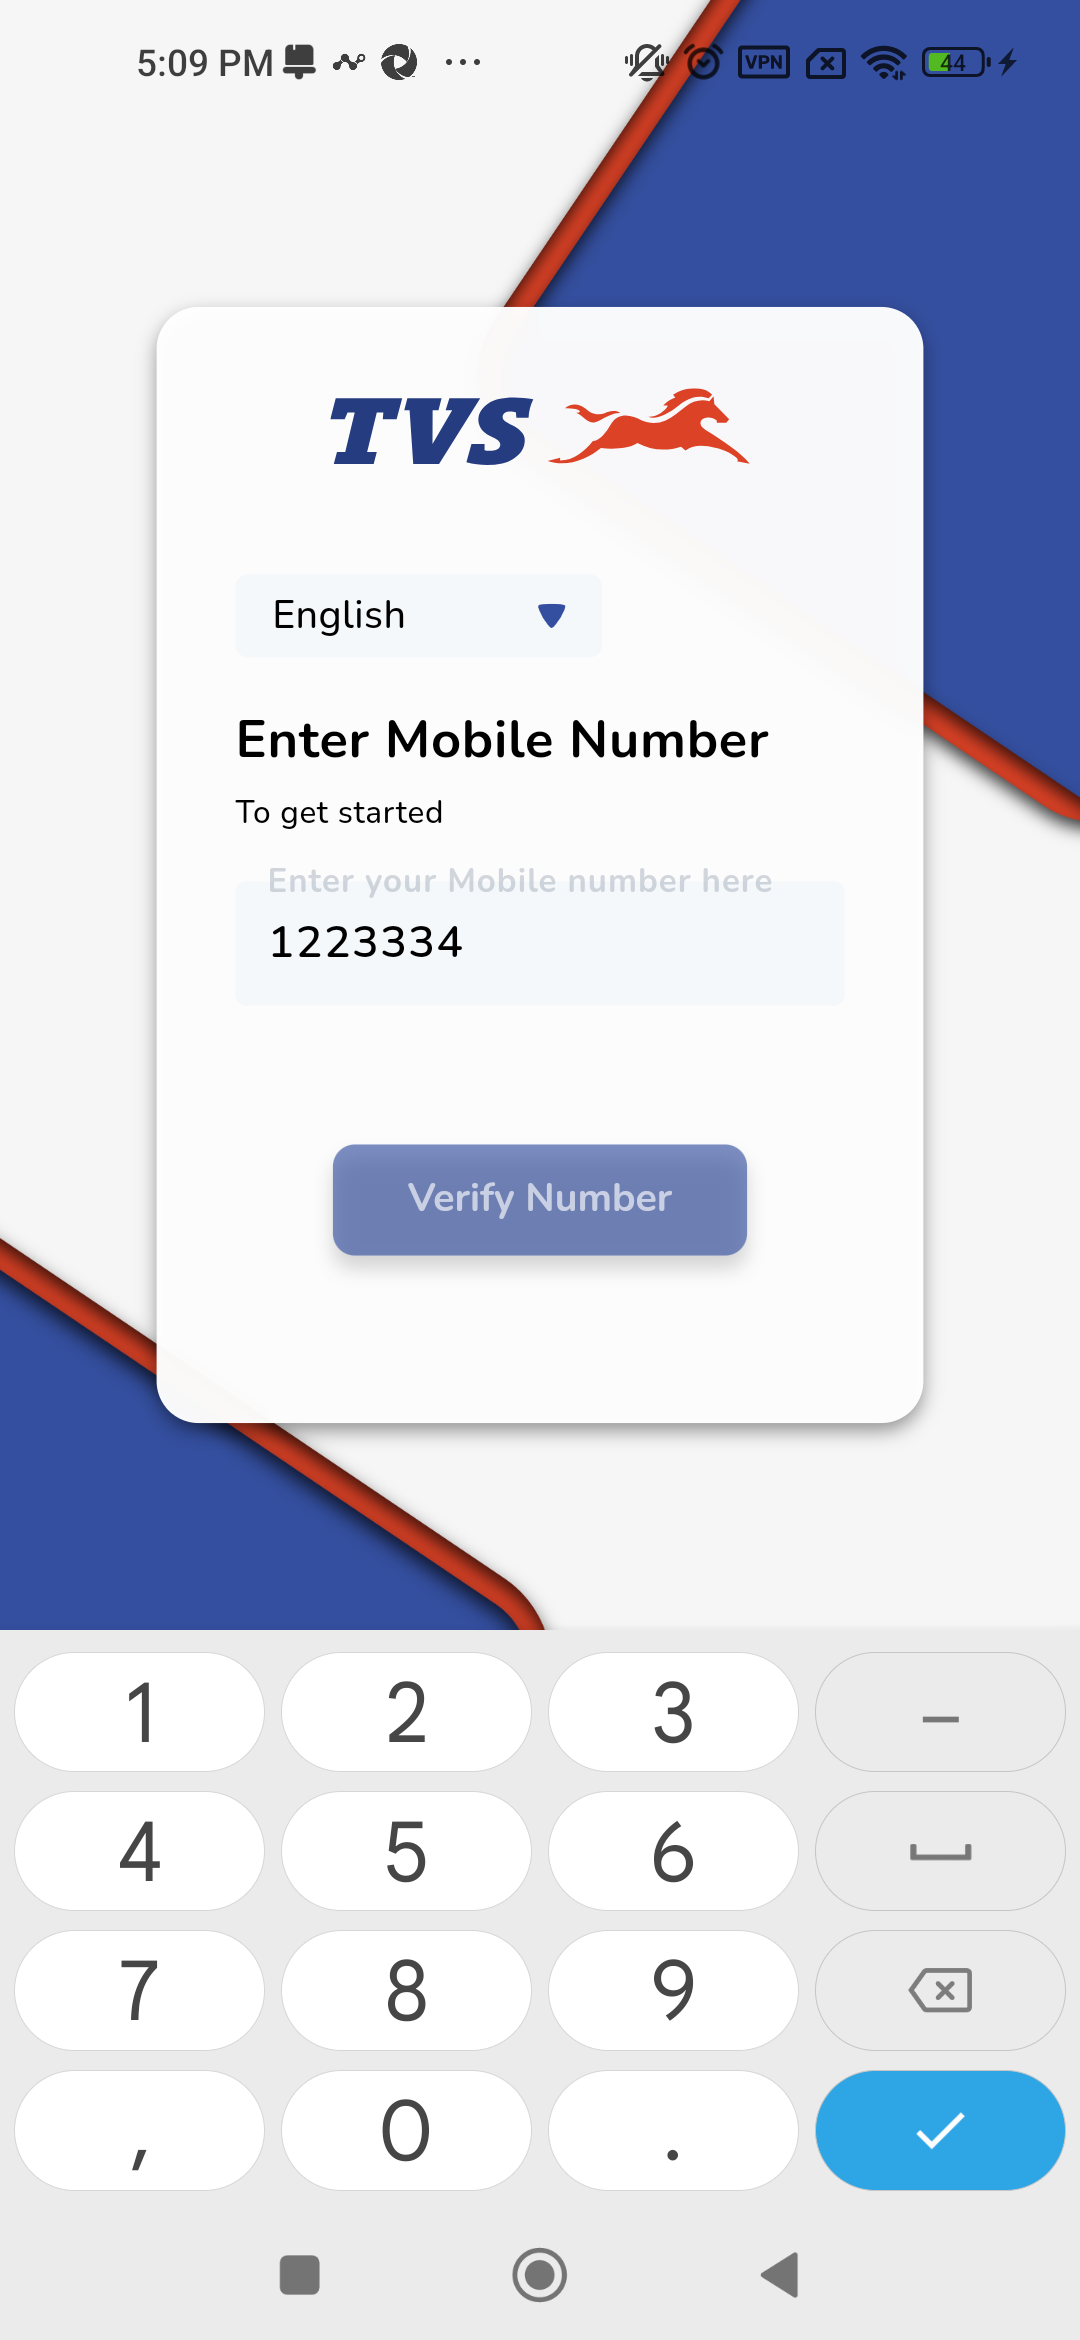 5:09 PM
VPN
44
TVS
English
Enter Mobile Number
To get started
Enter your Mobile number here
1223334
Verify Number
1 2 3 –
4 5 6
7 8 9
, 0 .